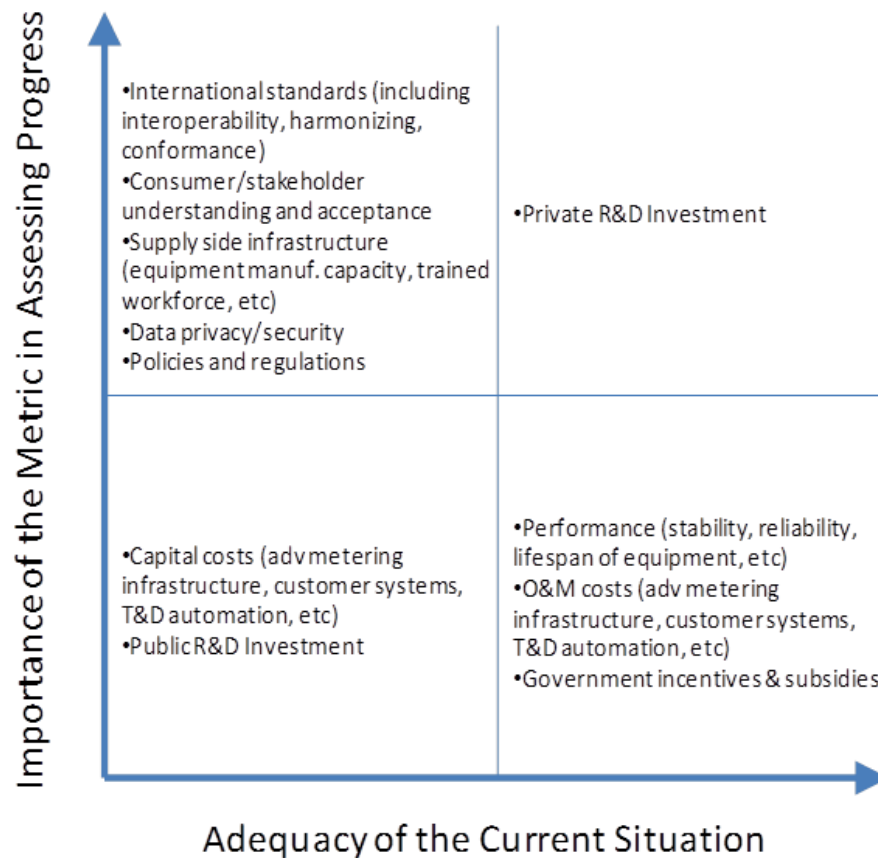 Importance of the Metric in Assessing Progress
•International standards (including
interoperability, harmonizing,
conformance)
•Consumer/stakeholder
understanding and acceptance
•Supply side infrastructure
(equipment manuf. capacity, trained
workforce, etc)
•Data privacy/security
•Policies and regulations
•Private R&D Investment
•Capital costs (adv metering
infrastructure, customer systems,
T&D automation, etc)
•Public R&D Investment
•Performance (stability, reliability,
lifespan of equipment, etc)
•O&M costs (adv metering
infrastructure, customer systems,
T&D automation, etc)
•Government incentives & subsidies
Adequacy of the Current Situation